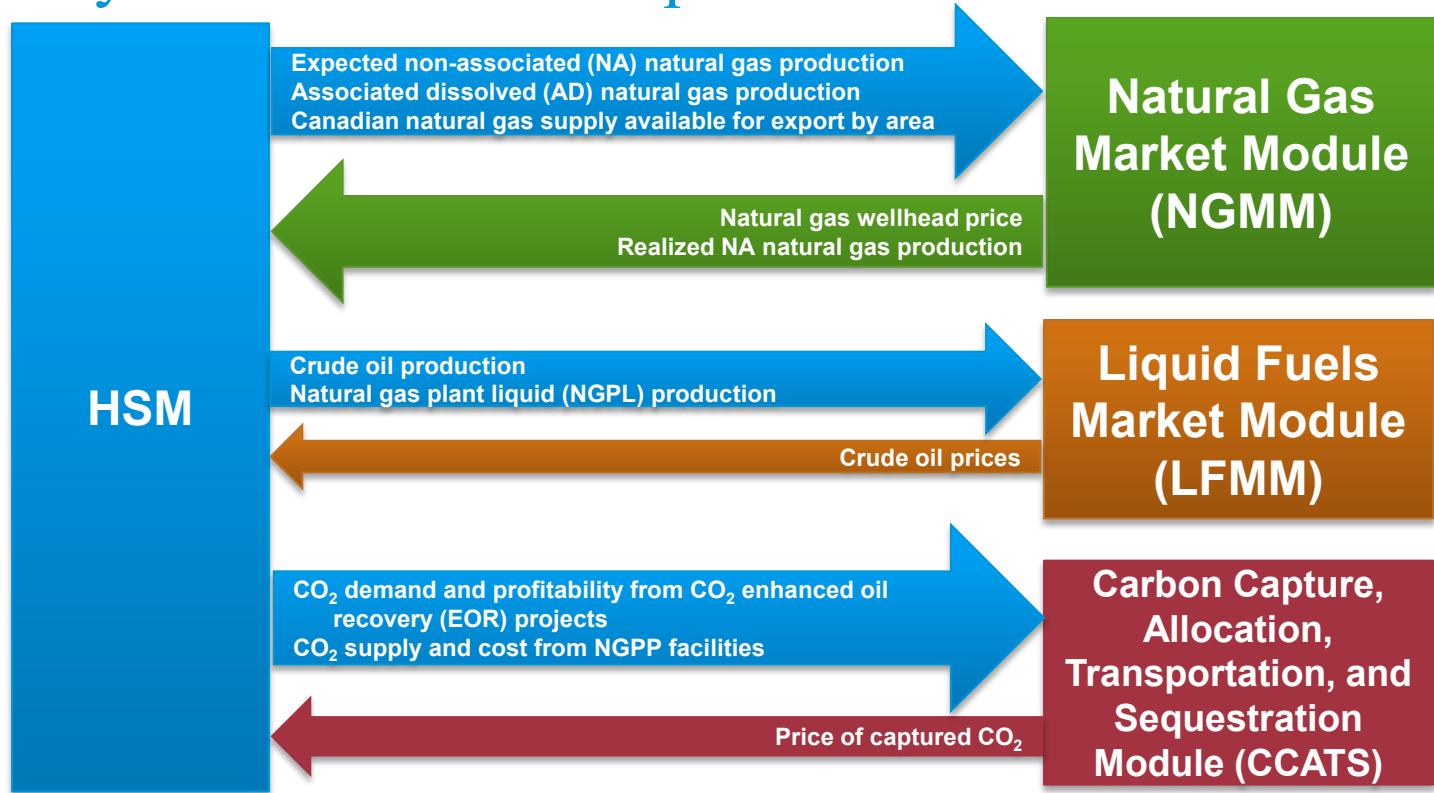 HSM
Expected non-associated (NA) natural gas production
Associated dissolved (AD) natural gas production
Canadian natural gas supply available for export by area
Natural Gas
Market Module
(NGMM)
Natural gas wellhead price
Realized NA natural gas production
Crude oil production
Natural gas plant liquid (NGPL) production
Liquid Fuels
Market Module
(LFMM)
Crude oil prices
CO₂ demand and profitability from CO₂ enhanced oil
recovery (EOR) projects
CO₂ supply and cost from NGPP facilities
Carbon Capture,
Allocation,
Transportation, and
Sequestration
Module (CCATS)
Price of captured CO₂